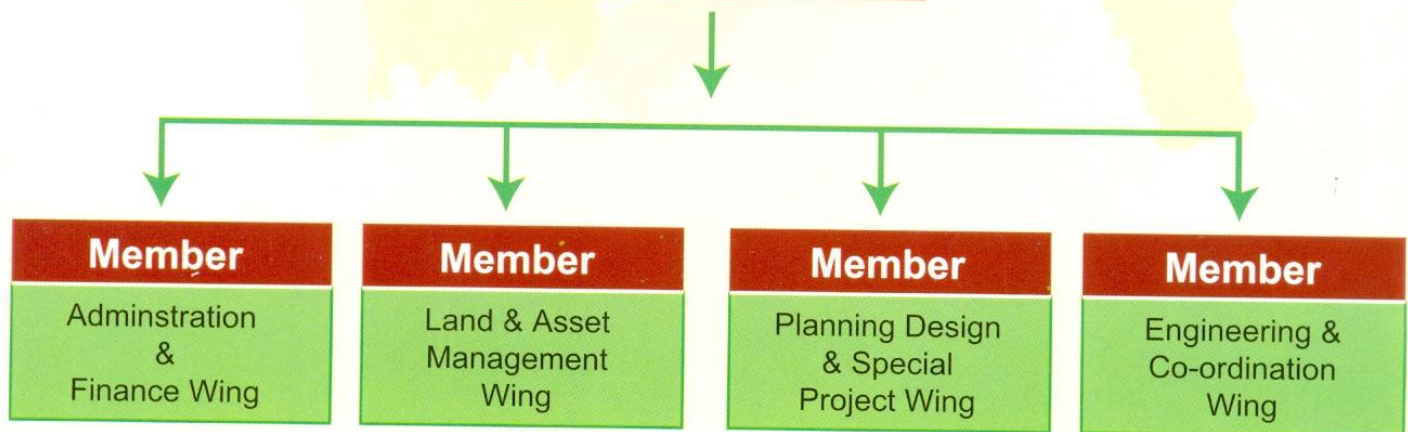 Member
Adminstration
&
Finance Wing
Member
Land & Asset
Management
Wing
Member
Planning Design
& Special
Project Wing
Member
Engineering &
Co-ordination
Wing